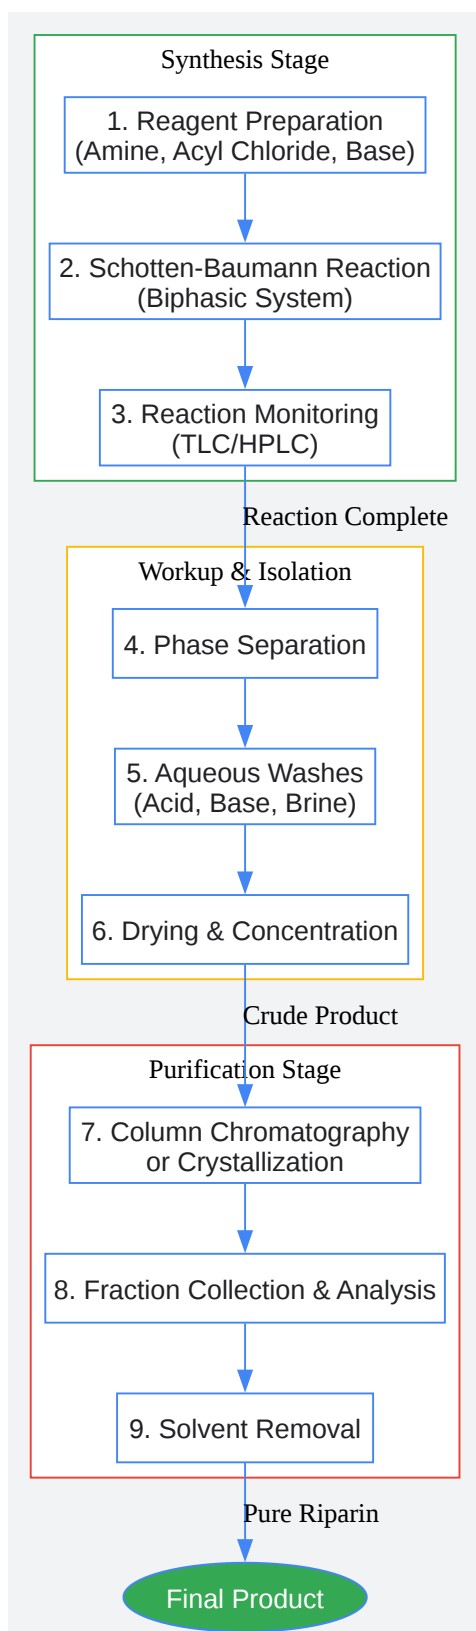 Synthesis Stage
1. Reagent Preparation
(Amine, Acyl Chloride, Base)
2. Schotten-Baumann Reaction
(Biphasic System)
3. Reaction Monitoring
(TLC/HPLC)
Reaction Complete
Workup & Isolation
4. Phase Separation
5. Aqueous Washes
(Acid, Base, Brine)
6. Drying & Concentration
Crude Product
Purification Stage
7. Column Chromatography
or Crystallization
8. Fraction Collection & Analysis
9. Solvent Removal
Pure Riparin
Final Product